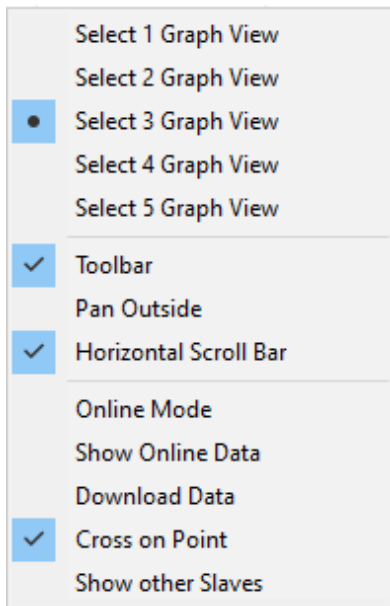 Select 1 Graph View
Select 2 Graph View
Select 3 Graph View
Select 4 Graph View
Select 5 Graph View
Toolbar
Pan Outside
Horizontal Scroll Bar
Online Mode
Show Online Data
Download Data
Cross on Point
Show other Slaves